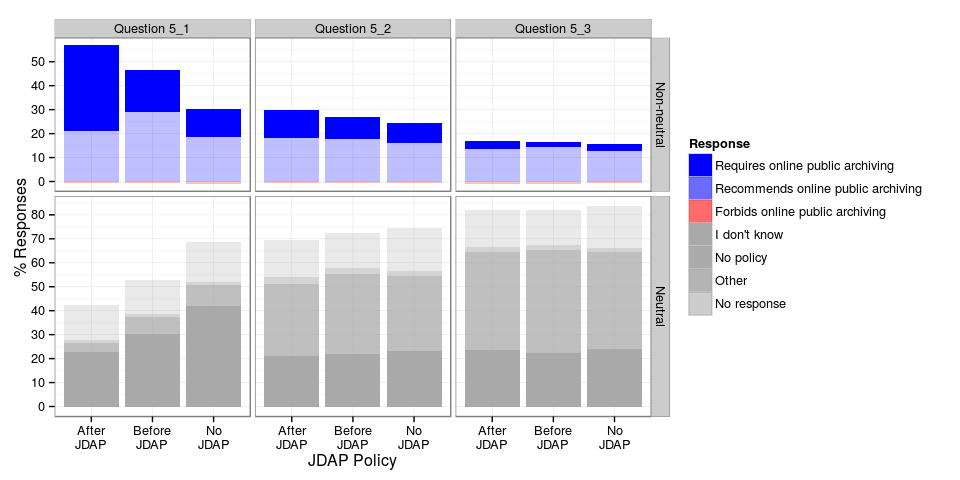 Question 5_1 Question 5_2 Question 5_3
50
40
30
20
10
0
Non-neutral
80
70
60
50
40
30
20
10
0
Neutral
% Responses
After JDAP
Before JDAP
No JDAP
After JDAP
Before JDAP
No JDAP
After JDAP
Before JDAP
No JDAP
JDAP Policy
Response
Requires online public archiving
Recommends online public archiving
Forbids online public archiving
I don't know
No policy
Other
No response